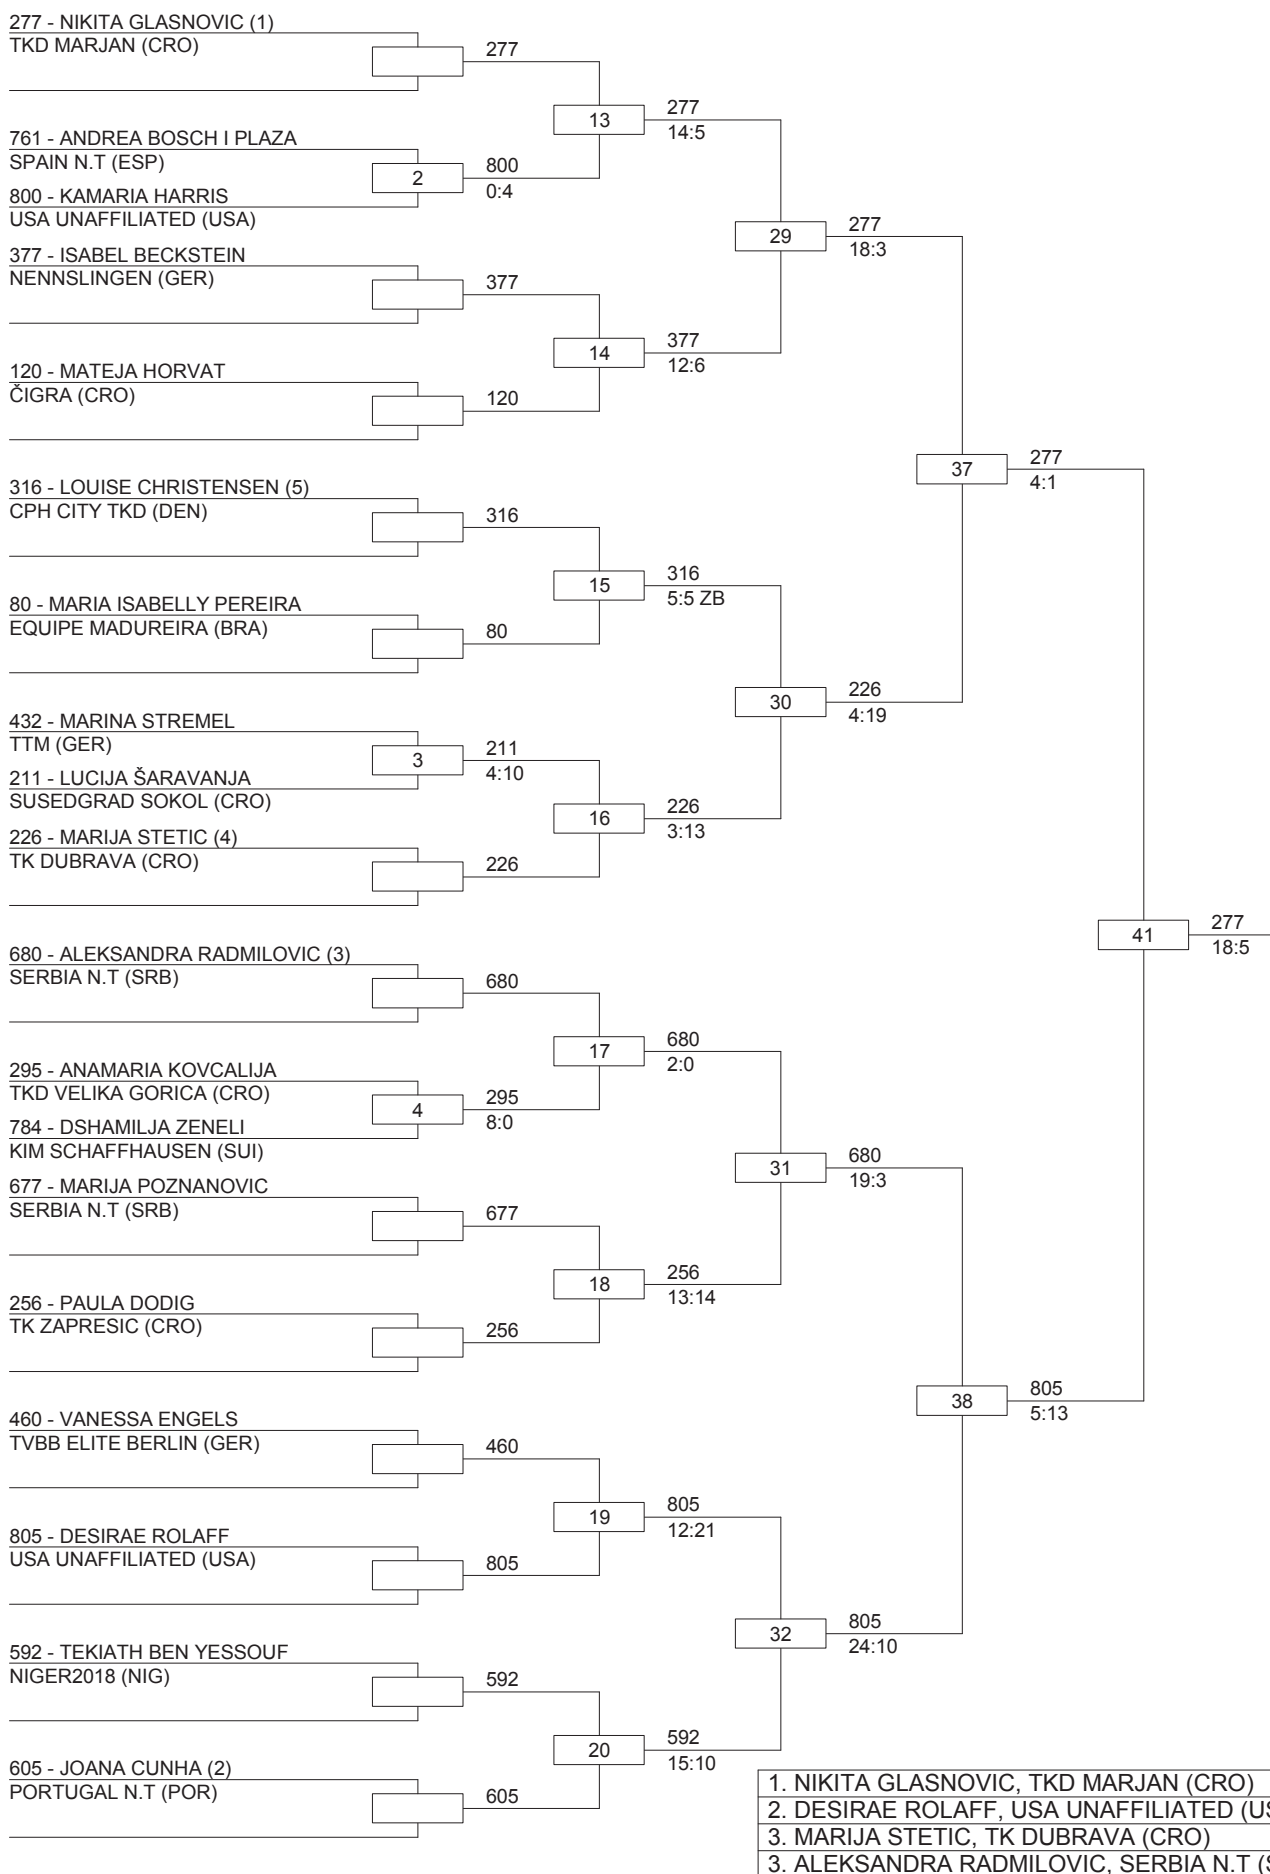 277 - NIKITA GLASNOVIC (1)
TKD MARJAN (CRO)
277
13
277
14:5
761 - ANDREA BOSCH I PLAZA
SPAIN N.T (ESP)
2
800
0:4
800 - KAMARIA HARRIS
USA UNAFFILIATED (USA)
29
277
18:3
377 - ISABEL BECKSTEIN
NENNSLINGEN (GER)
377
14
377
12:6
120 - MATEJA HORVAT
ČIGRA (CRO)
120
37
277
4:1
316 - LOUISE CHRISTENSEN (5)
CPH CITY TKD (DEN)
316
15
316
5:5 ZB
80 - MARIA ISABELLY PEREIRA
EQUIPE MADUREIRA (BRA)
80
30
226
4:19
432 - MARINA STREMEL
TTM (GER)
3
211
4:10
211 - LUCIJA ŠARAVANJA
SUSEDGRAD SOKOL (CRO)
16
226
3:13
226 - MARIJA STETIC (4)
TK DUBRAVA (CRO)
226
41
277
18:5
680 - ALEKSANDRA RADMILOVIC (3)
SERBIA N.T (SRB)
680
17
680
2:0
295 - ANAMARIA KOVCALIJA
TKD VELIKA GORICA (CRO)
4
295
8:0
784 - DSHAMILJA ZENELI
KIM SCHAFFHAUSEN (SUI)
31
680
19:3
677 - MARIJA POZNANOVIC
SERBIA N.T (SRB)
677
18
256
13:14
256 - PAULA DODIG
TK ZAPRESIC (CRO)
256
38
805
5:13
460 - VANESSA ENGELS
TVBB ELITE BERLIN (GER)
460
19
805
12:21
805 - DESIRAE ROLAFF
USA UNAFFILIATED (USA)
805
32
805
24:10
592 - TEKIATH BEN YESSOUF
NIGER2018 (NIG)
592
20
592
15:10
605 - JOANA CUNHA (2)
PORTUGAL N.T (POR)
605
1. NIKITA GLASNOVIC, TKD MARJAN (CRO)
2. DESIRAE ROLAFF, USA UNAFFILIATED
3. MARIJA STETIC, TK DUBRAVA (CRO)
3. ALEKSANDRA RADMILOVIC, SERBIA N.T